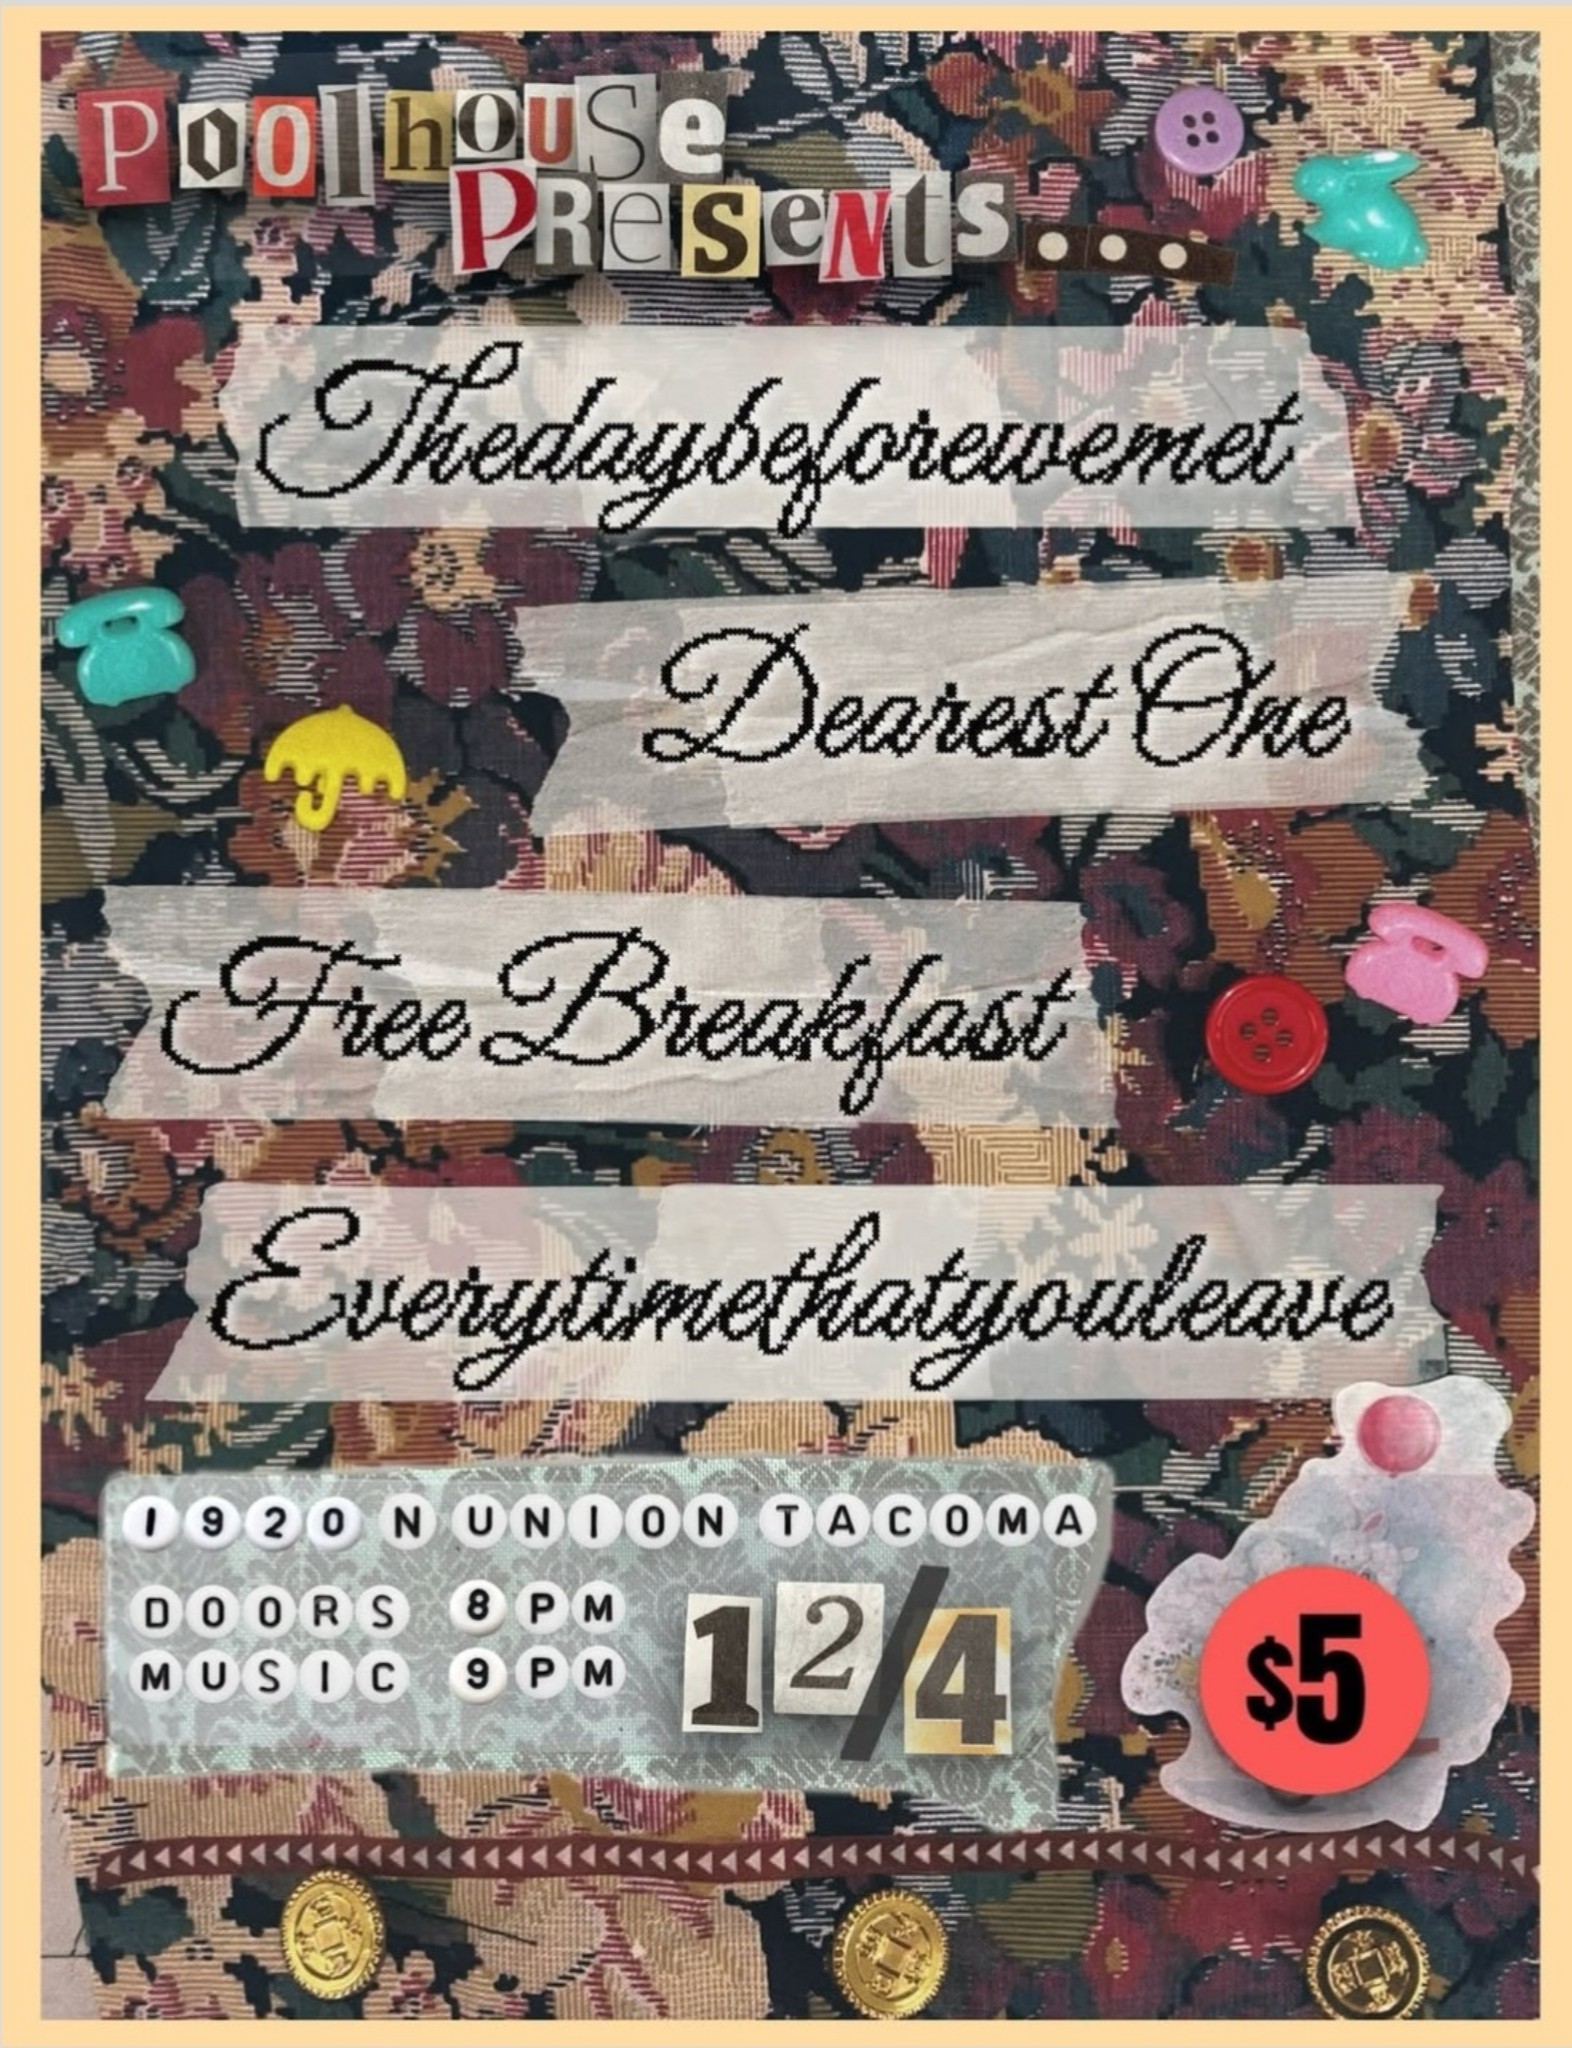 Poolhouse
Presents...
Thedaybeforewemet
Dearest One
Free Breakfast
Everytimethatyouleave
1920 N UNION TACOMA
DOORS 8PM
MUSIC 9PM
12/4
$5